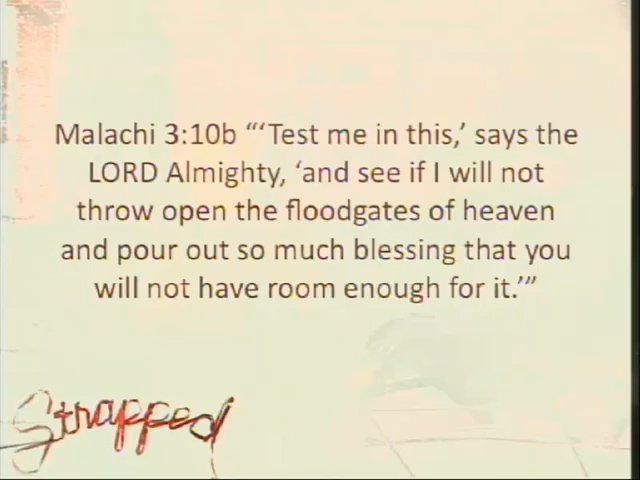 Malachi 3:10b “‘Test me in this,’ says the
LORD Almighty, ‘and see if I will not
throw open the floodgates of heaven
and pour out so much blessing that you
will not have room enough for it.’”
Strapped